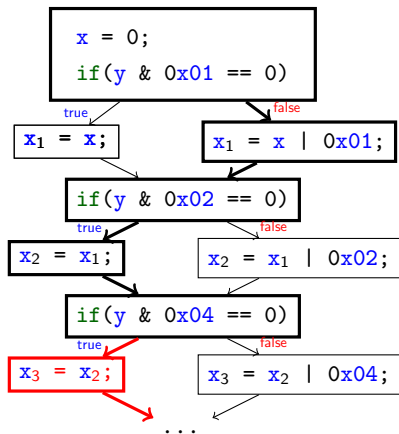 x = 0;
if(y & 0x01 == 0)
true
false
x₁ = x;
x₁ = x | 0x01;
if(y & 0x02 == 0)
true
false
x₂ = x₁;
x₂ = x₁ | 0x02;
if(y & 0x04 == 0)
true
false
x₃ = x₂;
x₃ = x₂ | 0x04;
...